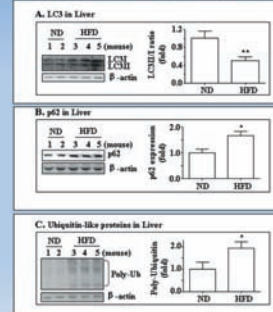 A. LC3 in Liver
ND HFD
1 2 3 4 5 (mouse)
LC3I
LC3II
β-actin
LC3II/I ratio
(fold)
1.2
0.8
0.4
0.0
**
ND HFD
B. p62 in Liver
ND HFD
1 2 3 4 5 (mouse)
p62
β-actin
p62 expression
(fold)
2.0
1.0
0.0
*
ND HFD
C. Ubiquitin-like proteins in Liver
ND HFD
1 2 3 4 5 (mouse)
Poly-Ub
β-actin
Poly-Ubiquitin
(fold)
2.0
1.0
0.0
*
ND HFD